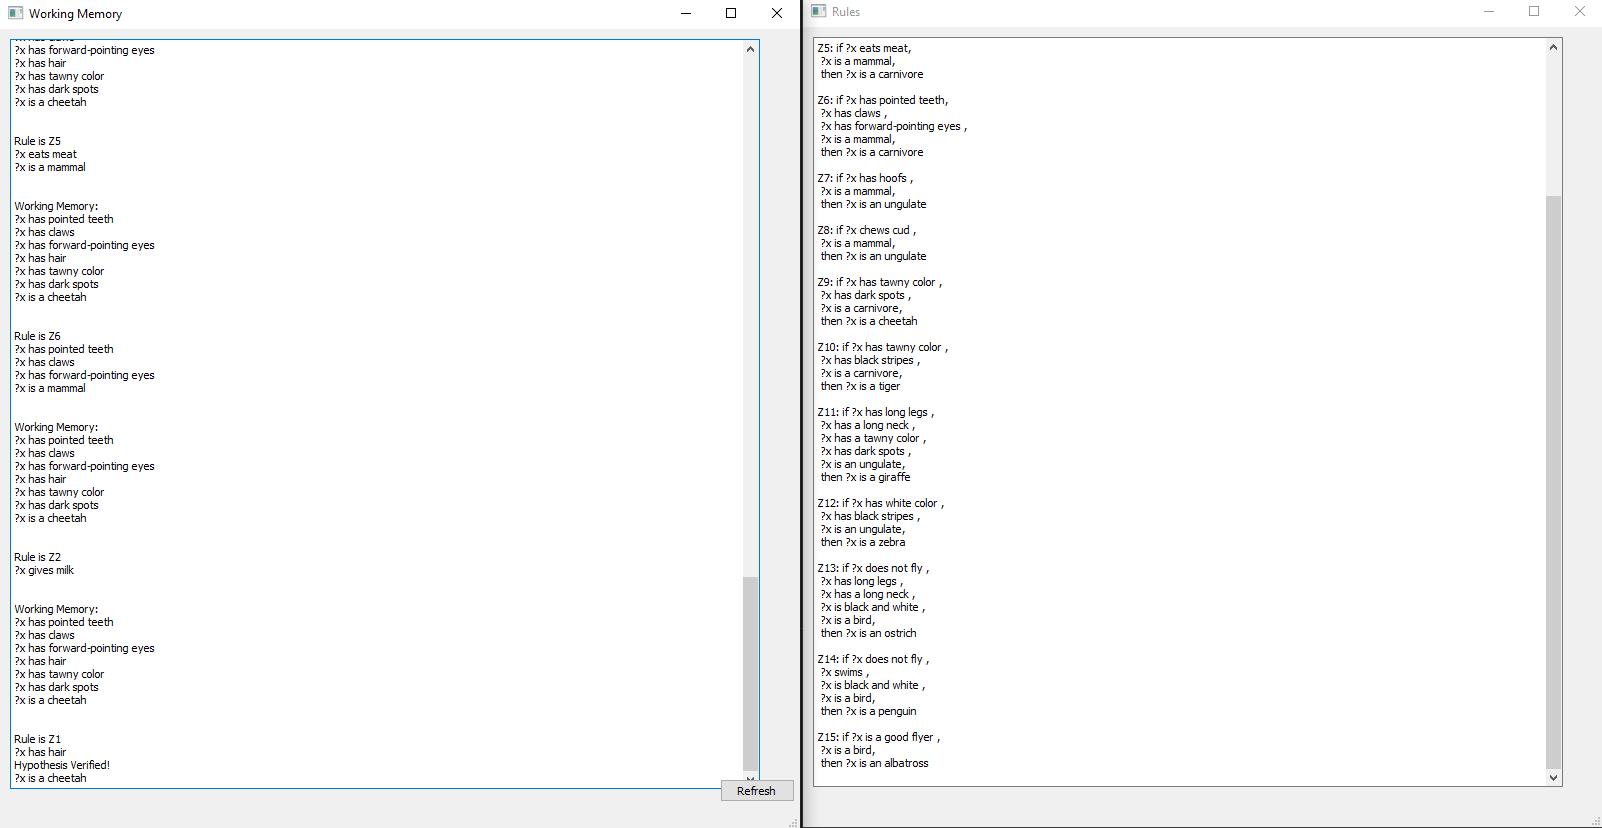 Working Memory
?x has forward-pointing eyes
?x has hair
?x has tawny color
?x has dark spots
?x is a cheetah
Rule is Z5
?x eats meat
?x is a mammal
Working Memory:
?x has pointed teeth
?x has claws
?x has forward-pointing eyes
?x has hair
?x has tawny color
?x has dark spots
?x is a cheetah
Rule is Z6
?x has pointed teeth
?x has claws
?x has forward-pointing eyes
?x is a mammal
Working Memory:
?x has pointed teeth
?x has claws
?x has forward-pointing eyes
?x has hair
?x has tawny color
?x has dark spots
?x is a cheetah
Rule is Z2
?x gives milk
Working Memory:
?x has pointed teeth
?x has claws
?x has forward-pointing eyes
?x has hair
?x has tawny color
?x has dark spots
?x is a cheetah
Rule is Z1
?x has hair
Hypothesis Verified!
?x is a cheetah
Refresh
Rules
Z5: if ?x eats meat,
?x is a mammal,
then ?x is a carnivore
Z6: if ?x has pointed teeth,
?x has claws ,
?x has forward-pointing eyes ,
?x is a mammal,
then ?x is a carnivore
Z7: if ?x has hoofs ,
?x is a mammal,
then ?x is an ungulate
Z8: if ?x chews cud ,
?x is a mammal,
then ?x is an ungulate
Z9: if ?x has tawny color ,
?x has dark spots ,
?x is a carnivore,
then ?x is a cheetah
Z10: if ?x has tawny color ,
?x has black stripes ,
?x is a carnivore,
then ?x is a tiger
Z11: if ?x has long legs ,
?x has a long neck ,
?x has a tawny color ,
?x has dark spots ,
?x is an ungulate,
then ?x is a giraffe
Z12: if ?x has white color ,
?x has black stripes ,
?x is an ungulate,
then ?x is a zebra
Z13: if ?x does not fly ,
?x has long legs ,
?x has a long neck ,
?x is black and white ,
?x is a bird,
then ?x is an ostrich
Z14: if ?x does not fly ,
?x swims ,
?x is black and white ,
?x is a bird,
then ?x is a penguin
Z15: if ?x is a good flyer ,
?x is a bird,
then ?x is an albatross